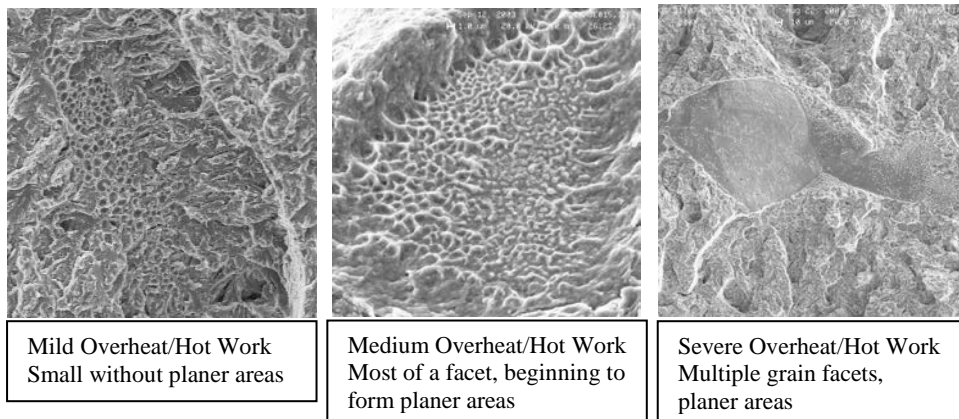 Mild Overheat/Hot Work
Small without planer areas
Medium Overheat/Hot Work
Most of a facet, beginning to
form planer areas
Severe Overheat/Hot Work
Multiple grain facets,
planer areas